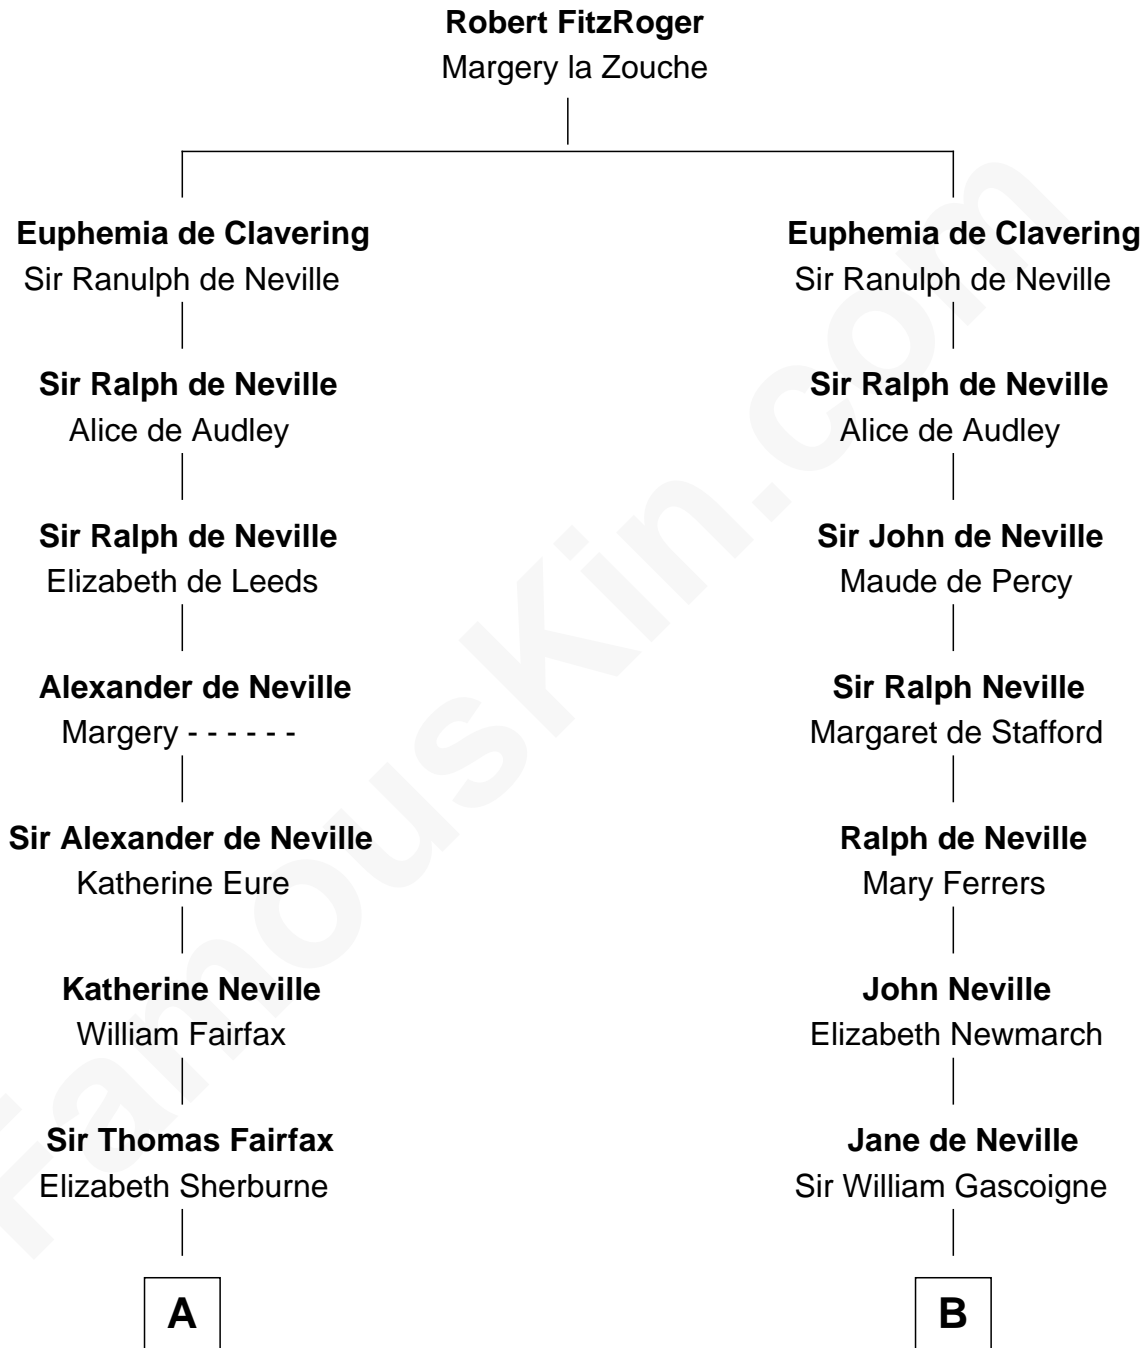 Robert FitzRoger
Margery la Zouche
Euphemia de Clavering
Sir Ranulph de Neville
Sir Ralph de Neville
Alice de Audley
Sir Ralph de Neville
Elizabeth de Leeds
Alexander de Neville
Margery - - - - - -
Sir Alexander de Neville
Katherine Eure
Katherine Neville
William Fairfax
Sir Thomas Fairfax
Elizabeth Sherburne
A
Euphemia de Clavering
Sir Ranulph de Neville
Sir Ralph de Neville
Alice de Audley
Sir John de Neville
Maude de Percy
Sir Ralph Neville
Margaret de Stafford
Ralph de Neville
Mary Ferrers
John Neville
Elizabeth Newmarch
Jane de Neville
Sir William Gascoigne
B
FamousKin.com